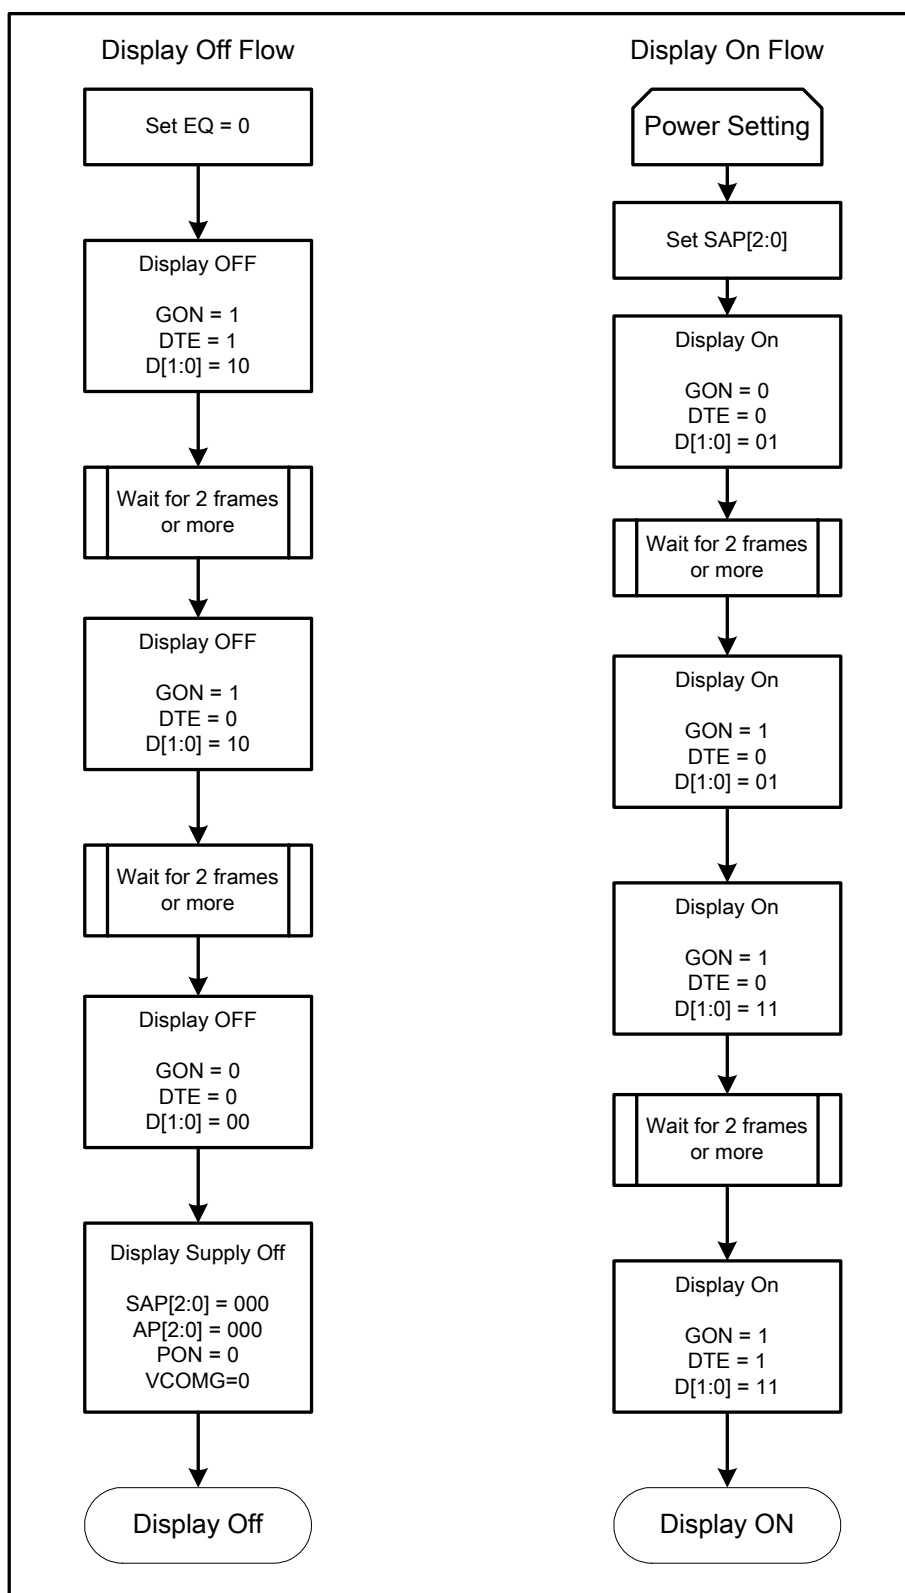 Display Off Flow
Set EQ = 0
Display OFF
GON = 1
DTE = 1
D[1:0] = 10
Wait for 2 frames
or more
Display OFF
GON = 1
DTE = 0
D[1:0] = 10
Wait for 2 frames
or more
Display OFF
GON = 0
DTE = 0
D[1:0] = 00
Display Supply Off
SAP[2:0] = 000
AP[2:0] = 000
PON = 0
VCOMG=0
Display Off
Display On Flow
Power Setting
Set SAP[2:0]
Display On
GON = 0
DTE = 0
D[1:0] = 01
Wait for 2 frames
or more
Display On
GON = 1
DTE = 0
D[1:0] = 01
Display On
GON = 1
DTE = 0
D[1:0] = 11
Wait for 2 frames
or more
Display On
GON = 1
DTE = 1
D[1:0] = 11
Display ON